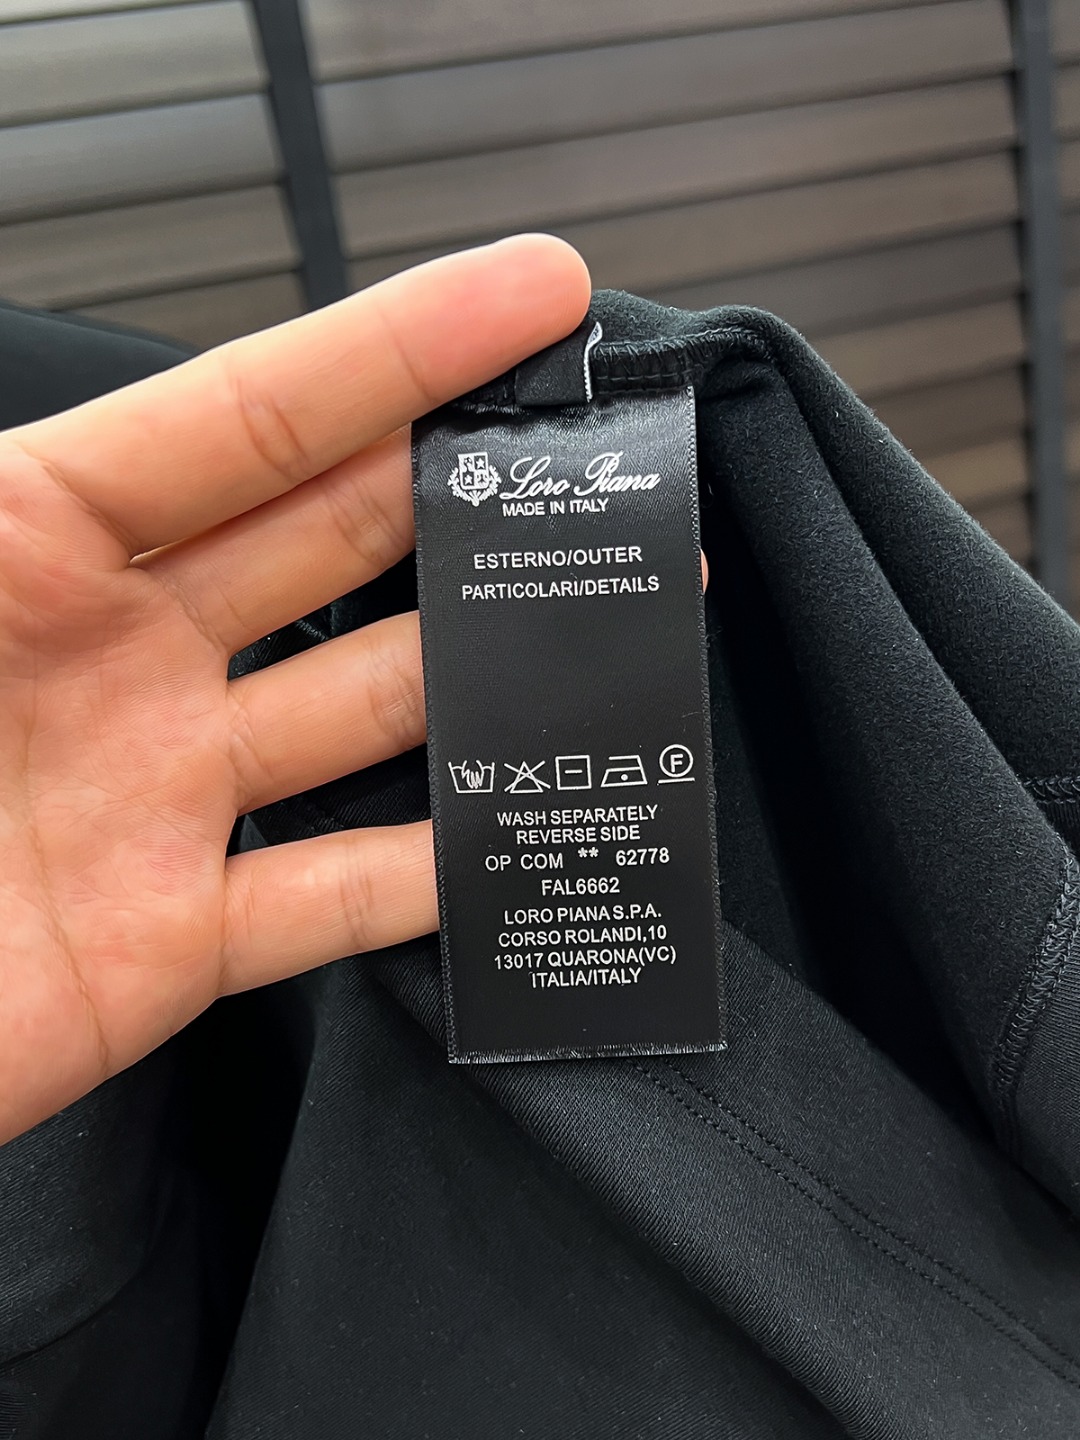 Loro Piana
MADE IN ITALY
ESTERNO/OUTER
PARTICOLARI/DETAILS
F
WASH SEPARATELY
REVERSE SIDE
OP COM ** 62778
FAL6662
LORO PIANA S.P.A.
CORSO ROLANDI,10
13017 QUARONA(VC)
ITALIA/ITALY